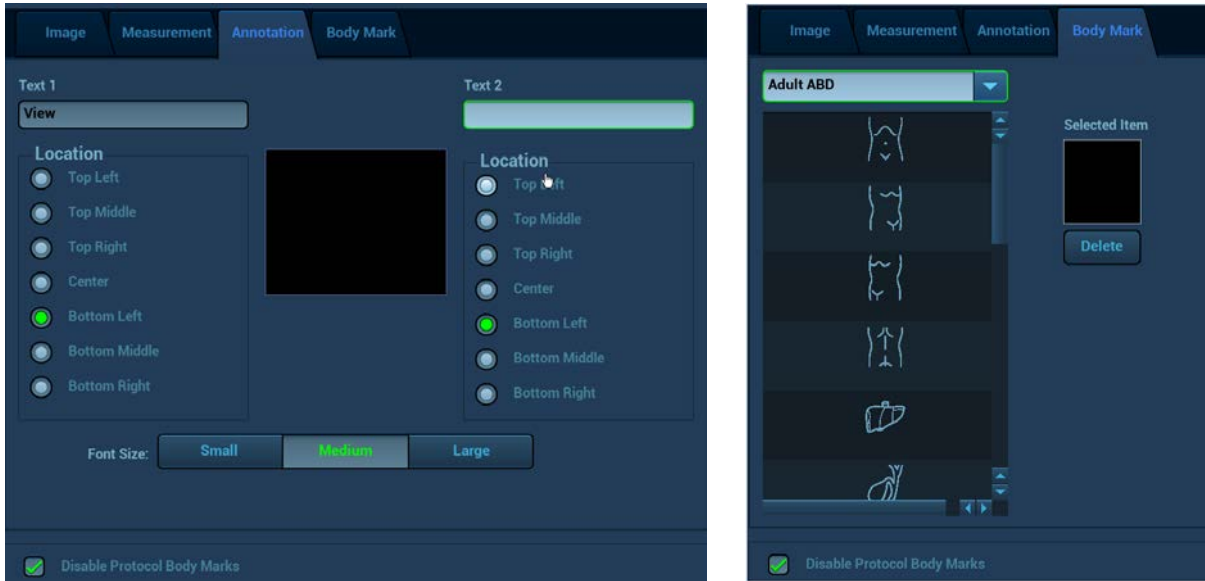 Image Measurement Annotation Body Mark
Text 1
View
Location
Top Left
Top Middle
Top Right
Center
Bottom Left
Bottom Middle
Bottom Right
Text 2
Location
Top Left
Top Middle
Top Right
Center
Bottom Left
Bottom Middle
Bottom Right
Font Size: Small Medium Large
Disable Protocol Body Marks
Image Measurement Annotation Body Mark
Adult ABD
Selected Item
Delete
Disable Protocol Body Marks